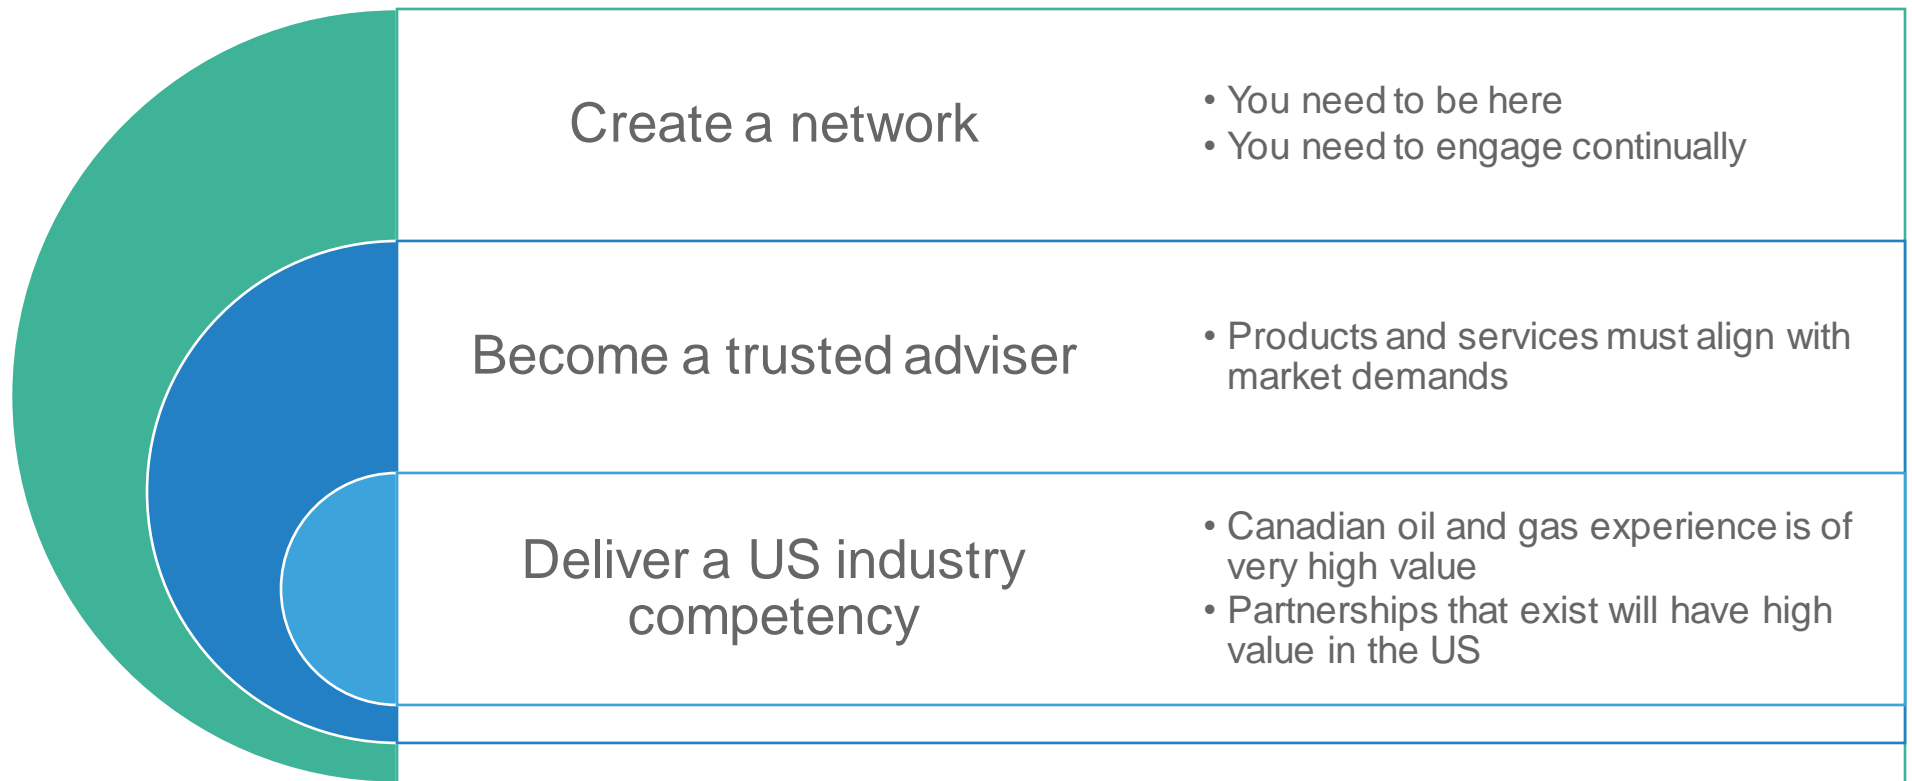 Create a network
• You need to be here
• You need to engage continually
Become a trusted adviser
• Products and services must align with
market demands
Deliver a US industry
competency
• Canadian oil and gas experience is of
very high value
• Partnerships that exist will have high
value in the US